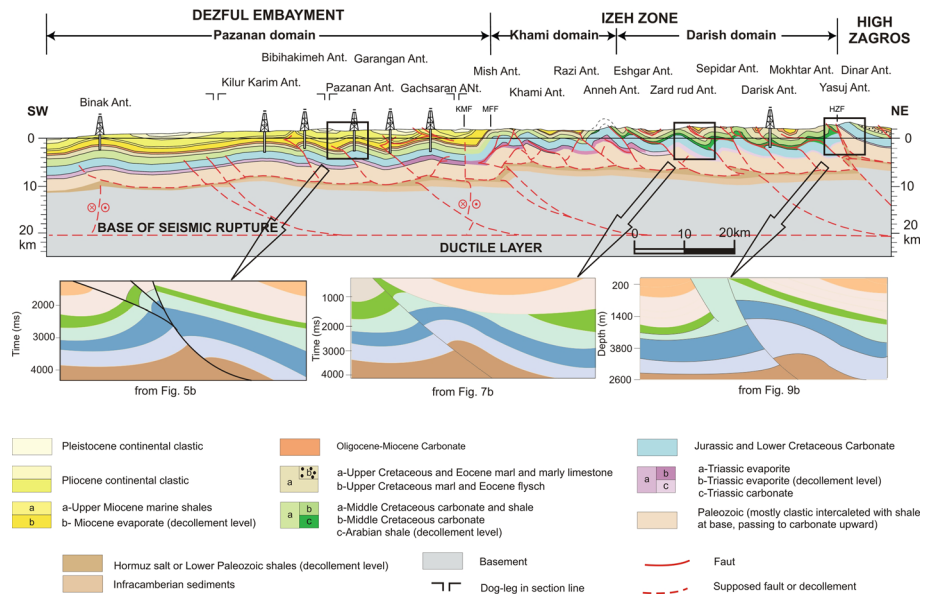 DEZFUL EMBAYMENT
IZEH ZONE
HIGH
ZAGROS
Pazanan domain
Khami domain
Darish domain
Bibihakimeh Ant.
Garangan Ant.
Mish Ant.
Razi Ant.
Eshgar Ant.
Sepidar Ant.
Mokhtar Ant.
Dinar Ant.
Kilur Karim Ant.
Pazanan Ant.
Gachsaran ANt.
Khami Ant.
Anneh Ant.
Zard rud Ant.
Darisk Ant.
Yasuj Ant.
Binak Ant.
SW
KMF
MFF
HZF
NE
0
0
10
10
20
km
20
km
BASE OF SEISMIC RUPTURE
DUCTILE LAYER
0
10
20km
Time (ms)
2000
3000
4000
from Fig. 5b
Time (ms)
1000
2000
3000
4000
from Fig. 7b
Depth (m)
200
1400
3800
2600
from Fig. 9b
Pleistocene continental clastic
Pliocene continental clastic
a
b
a-Upper Miocene marine shales
b- Miocene evaporate (decollement level)
Oligocene-Miocene Carbonate
a
b
a-Upper Cretaceous and Eocene marl and marly limestone
b-Upper Cretaceous marl and Eocene flysch
a
b
c
a-Middle Cretaceous carbonate and shale
b-Middle Cretaceous carbonate
c-Arabian shale (decollement level)
Jurassic and Lower Cretaceous Carbonate
a
b
c
a-Triassic evaporite
b-Triassic evaporite (decollement level)
c-Triassic carbonate
Paleozoic (mostly clastic intercaleted with shale
at base, passing to carbonate upward)
Hormuz salt or Lower Paleozoic shales (decollement level)
Infracamberian sediments
Basement
Dog-leg in section line
Faut
Supposed fault or decollement